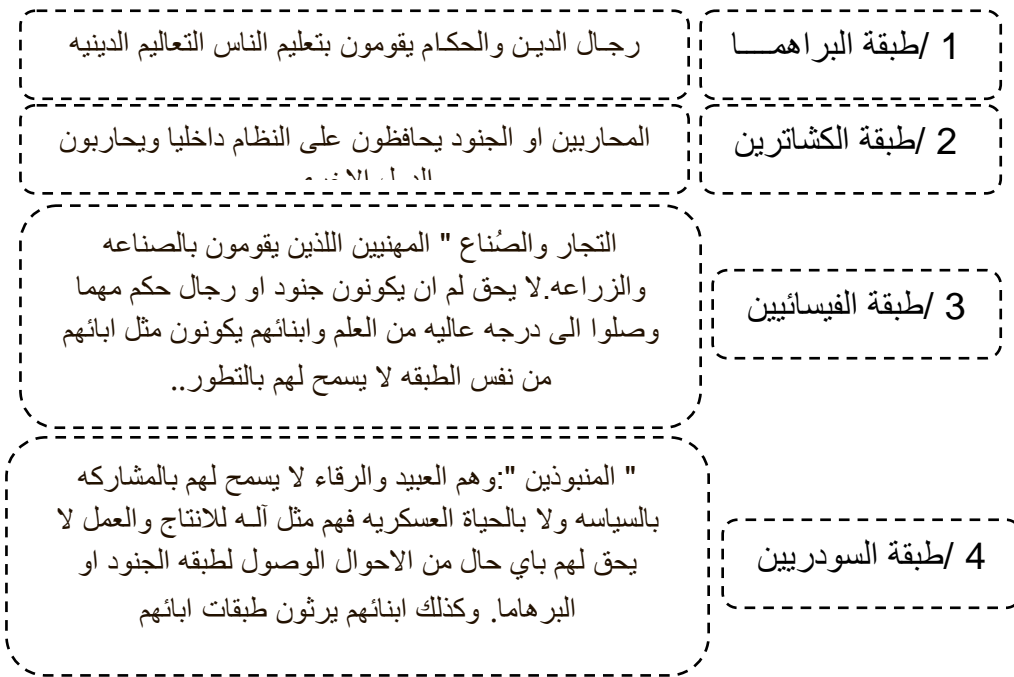 1 /طبقة البراهمـــــا
رجـال الديـن والحكـام يقومون بتعليم الناس التعاليم الدينيه
2 /طبقة الكشاترين
المحاربين او الجنود يحافظون على النظام داخليا ويحاربون
3 /طبقة الفيسائيين
التجار والصُناع " المهنيين اللذين يقومون بالصناعه
والزراعه.لا يحق لم ان يكونون جنود او رجال حكم مهما
وصلوا الى درجه عاليه من العلم وابنائهم يكونون مثل ابائهم
من نفس الطبقه لا يسمح لهم بالتطور..
4 /طبقة السودريين
" المنبوذين ":وهم العبيد والرقاء لا يسمح لهم بالمشاركه
بالسياسه ولا بالحياة العسكريه فهم مثل آلـه للانتاج والعمل لا
يحق لهم باي حال من الاحوال الوصول لطبقه الجنود او
البرهاما. وكذلك ابنائهم يرثون طبقات ابائهم